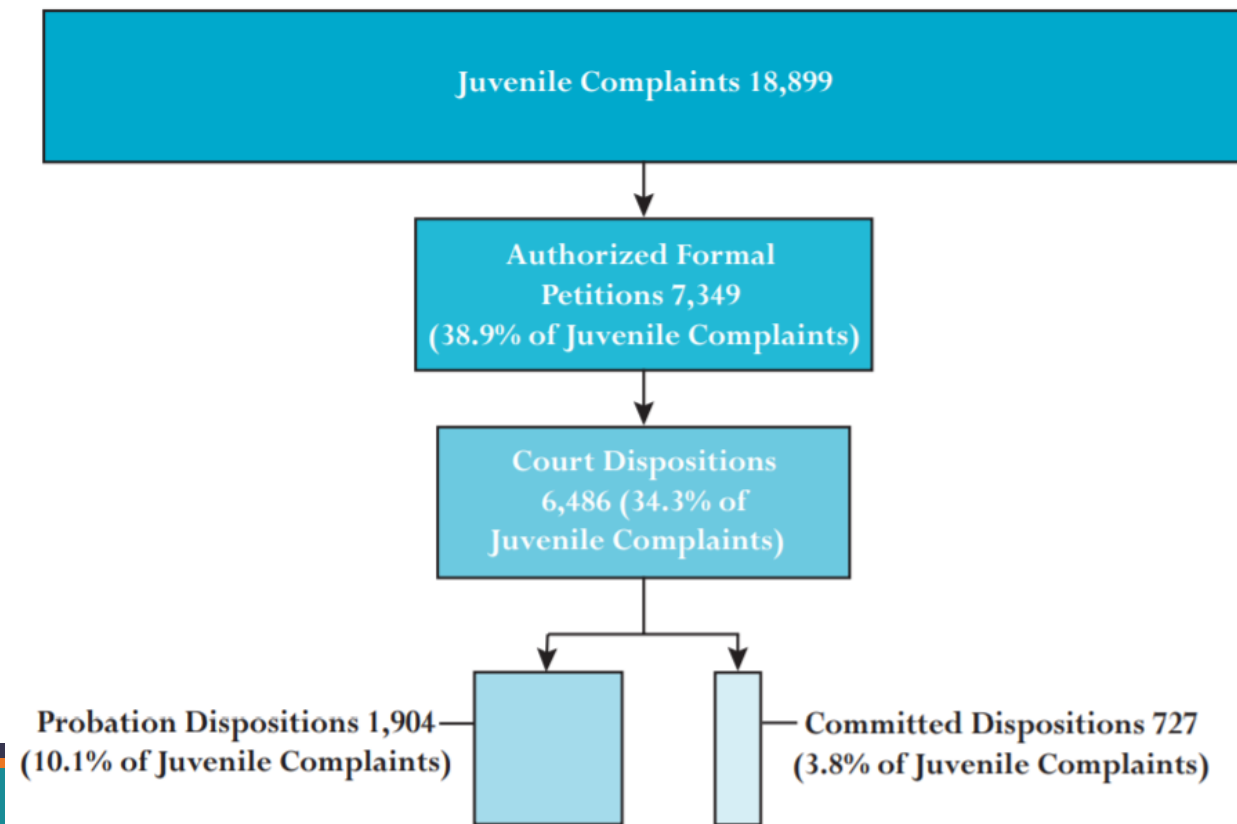 Juvenile Complaints 18,899
Authorized Formal
Petitions 7,349
(38.9% of Juvenile Complaints)
Court Dispositions
6,486 (34.3% of
Juvenile Complaints)
Probation Dispositions 1,904
(10.1% of Juvenile Complaints)
Committed Dispositions 727
(3.8% of Juvenile Complaints)